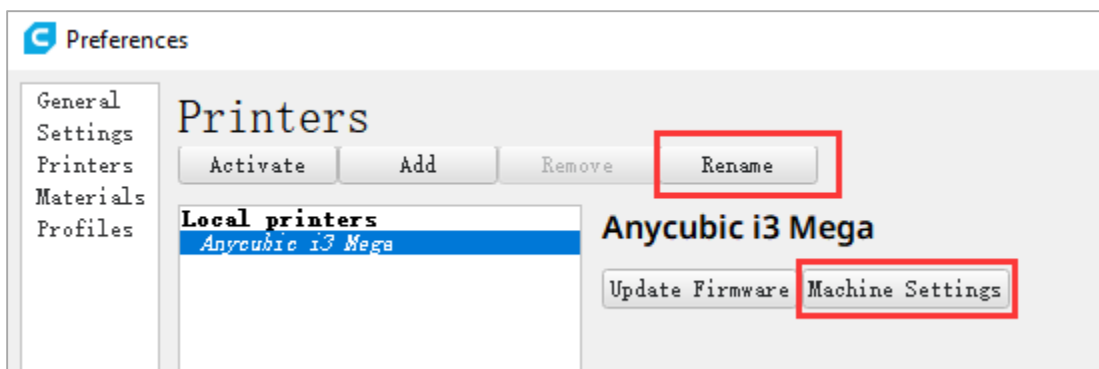 Preferences
General
Settings
Printers
Materials
Profiles
Printers
Activate Add Remove Rename
Local printers
Anycubic i3 Mega
Anycubic i3 Mega
Update Firmware Machine Settings